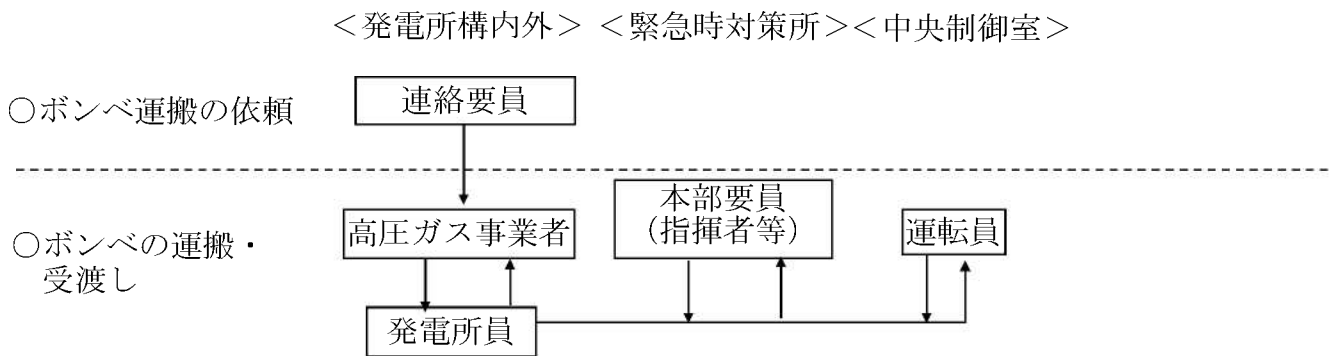 ＜発電所構内外＞ ＜緊急時対策所＞＜中央制御室＞
○ボンベ運搬の依頼
連絡要員
○ボンベの運搬・
受渡し
高圧ガス事業者
本部要員
（指揮者等）
運転員
発電所員